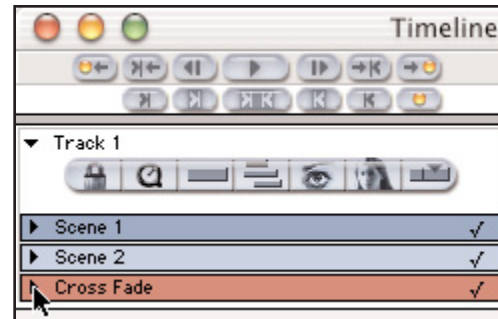 Timeline
Track 1
Scene 1
Scene 2
Cross Fade